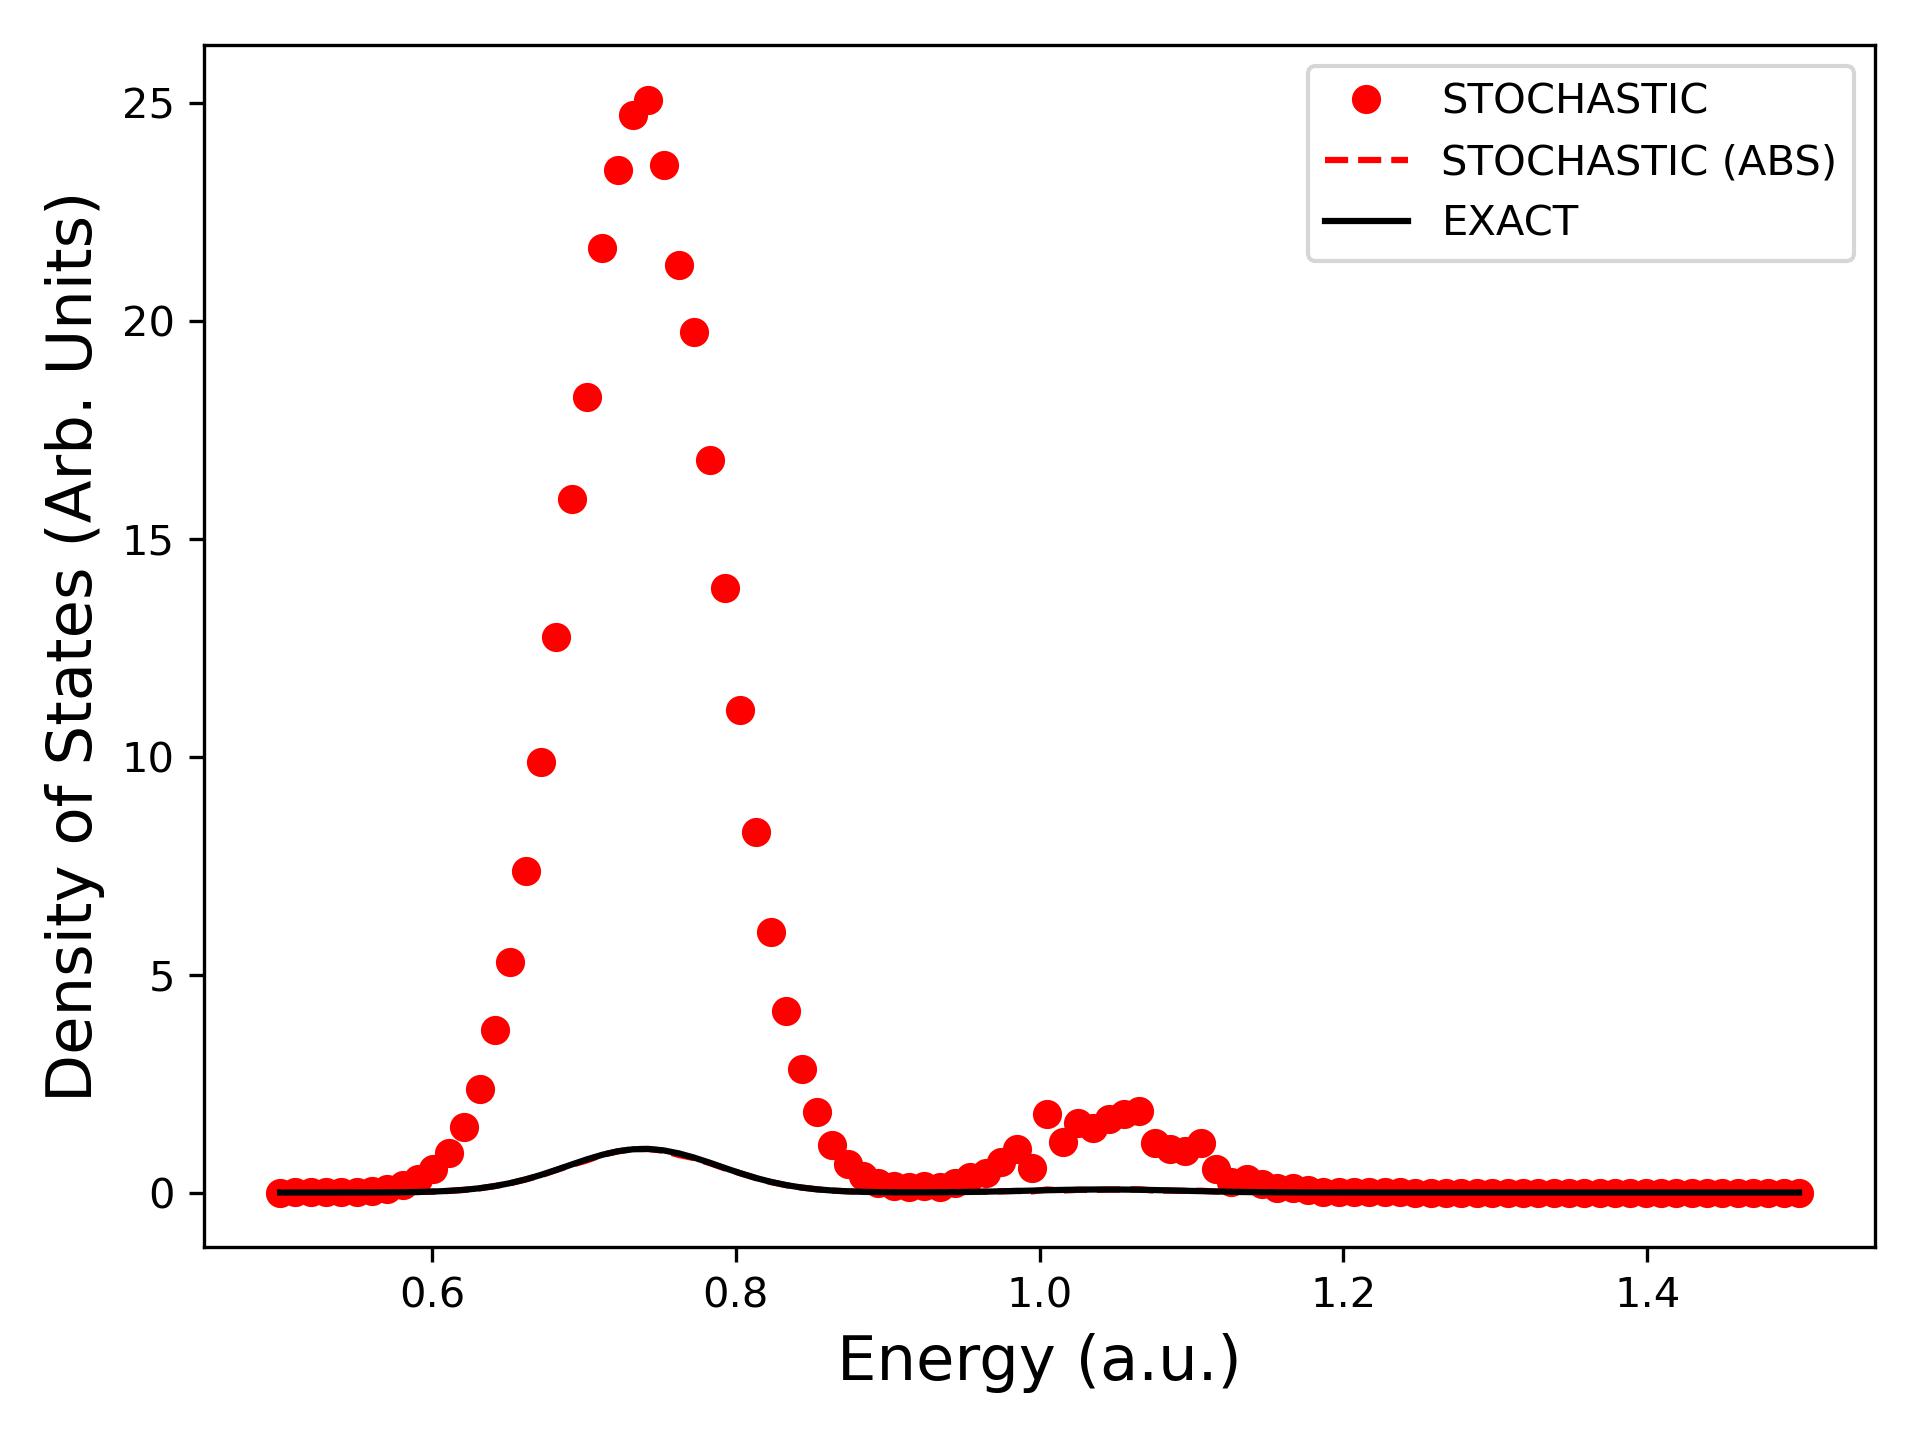 STOCHASTIC
STOCHASTIC (ABS)
EXACT
Density of States (Arb. Units)
25
20
15
10
5
0
0.6
0.8
1.0
1.2
1.4
Energy (a.u.)